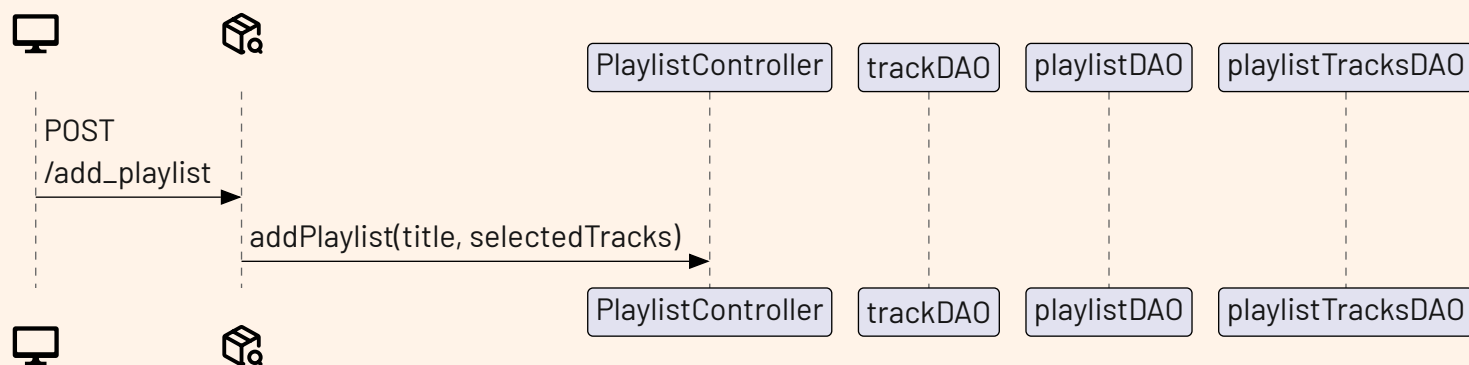 PlaylistController
trackDAO
playlistDAO
playlistTracksDAO
POST
/add_playlist
addPlaylist(title, selectedTracks)
PlaylistController
trackDAO
playlistDAO
playlistTracksDAO